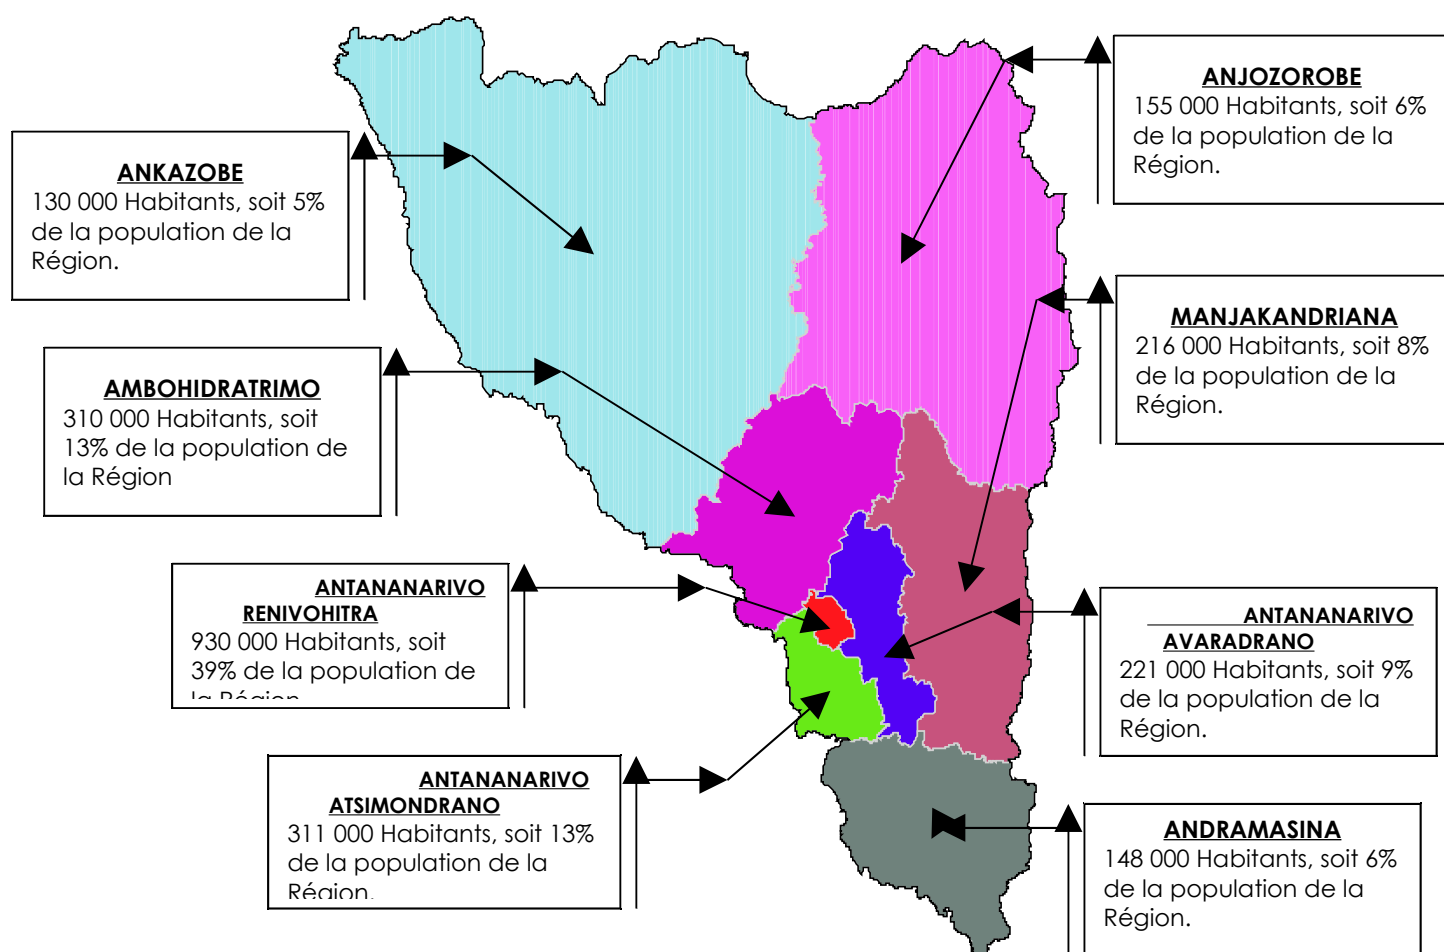 ANJOZOROBE
155 000 Habitants, soit 6%
de la population de la
Région.
ANKAZOBE
130 000 Habitants, soit 5%
de la population de la
Région.
MANJAKANDRIANA
216 000 Habitants, soit 8%
de la population de la
Région.
AMBOHIDRATRIMO
310 000 Habitants, soit
13% de la population de
la Région
ANTANANARIVO
RENIVOHITRA
930 000 Habitants, soit
39% de la population de
la Région
ANTANANARIVO
AVARADRANO
221 000 Habitants, soit 9%
de la population de la
Région.
ANTANANARIVO
ATSIMONDRANO
311 000 Habitants, soit 13%
de la population de la
Région.
ANDRAMASINA
148 000 Habitants, soit 6%
de la population de la
Région.